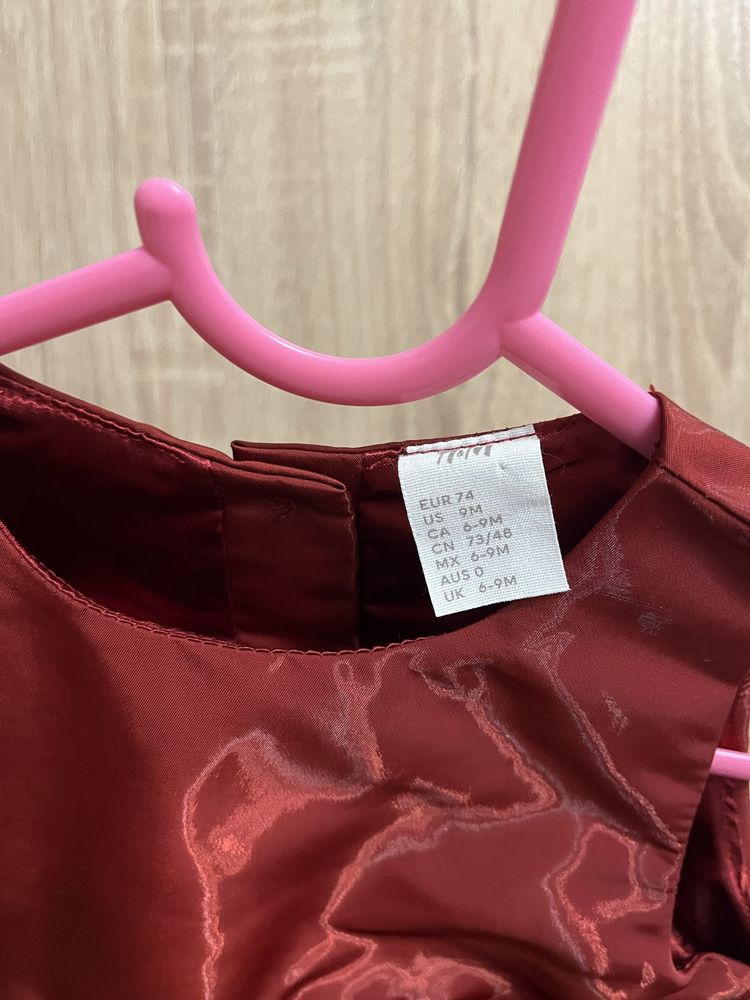 EUR 74
US 9M
CA 6-9M
CN 73/48
MX 6-9M
AUS 0
UK 6-9M